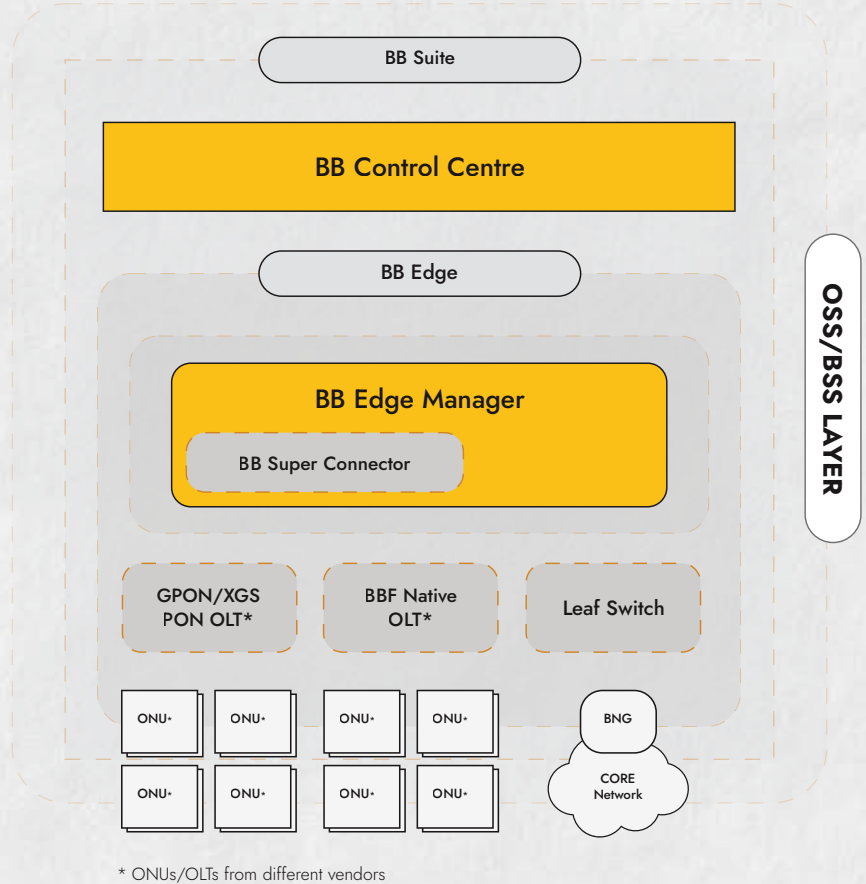 BB Suite
BB Control Centre
BB Edge
OSS/BSS LAYER
BB Edge Manager
BB Super Connector
GPON/XGS
PON OLT*
BBF Native
OLT*
Leaf Switch
ONU*
ONU*
ONU*
ONU*
BNG
ONU*
ONU*
ONU*
ONU*
CORE
Network
* ONUs/OLTs from different vendors